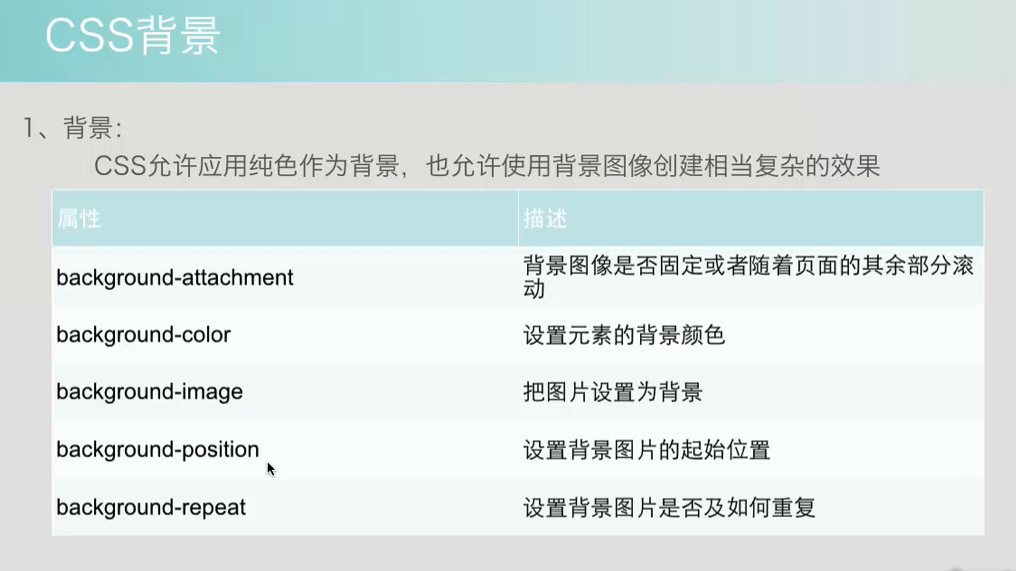 CSS背景
1、背景：
CSS允许应用纯色作为背景，也允许使用背景图像创建相当复杂的效果
属性 描述
background-attachment 背景图像是否固定或者随着页面的其余部分滚
动
background-color 设置元素的背景颜色
background-image 把图片设置为背景
background-position 设置背景图片的起始位置
background-repeat 设置背景图片是否及如何重复